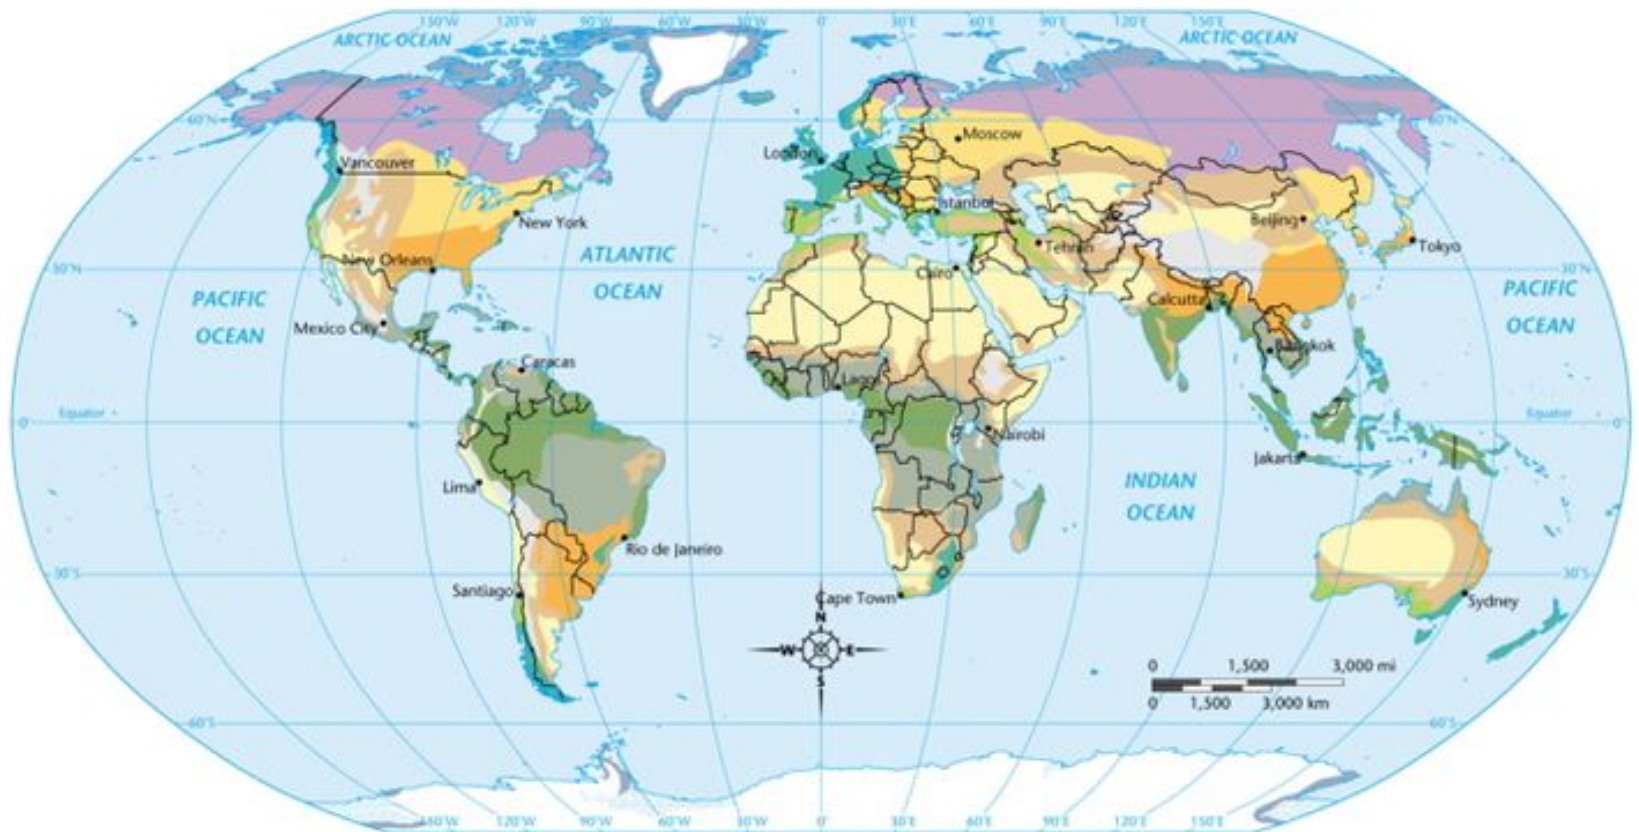 150°W 120°W 90°W 60°W 30°W 0° 30°E 60°E 90°E 120°E 150°E
ARCTIC OCEAN
ARCTIC OCEAN
60°N
60°N
Moscow
London
Vancouver
Istanbul
New York
Beijing
Tokyo
Tehran
ATLANTIC
OCEAN
New Orleans
30°N
30°N
Cairo
PACIFIC
OCEAN
Calcutta
PACIFIC
OCEAN
Mexico City
Bangkok
Caracas
Lagos
Equator
0°
Equator
0°
Nairobi
Jakarta
Lima
INDIAN
OCEAN
Rio de Janeiro
30°S
30°S
Santiago
Cape Town
Sydney
N
W E
S
0 1,500 3,000 mi
0 1,500 3,000 km
60°S
60°S
150°W 120°W 90°W 60°W 30°W 0° 30°E 60°E 90°E 120°E 150°E